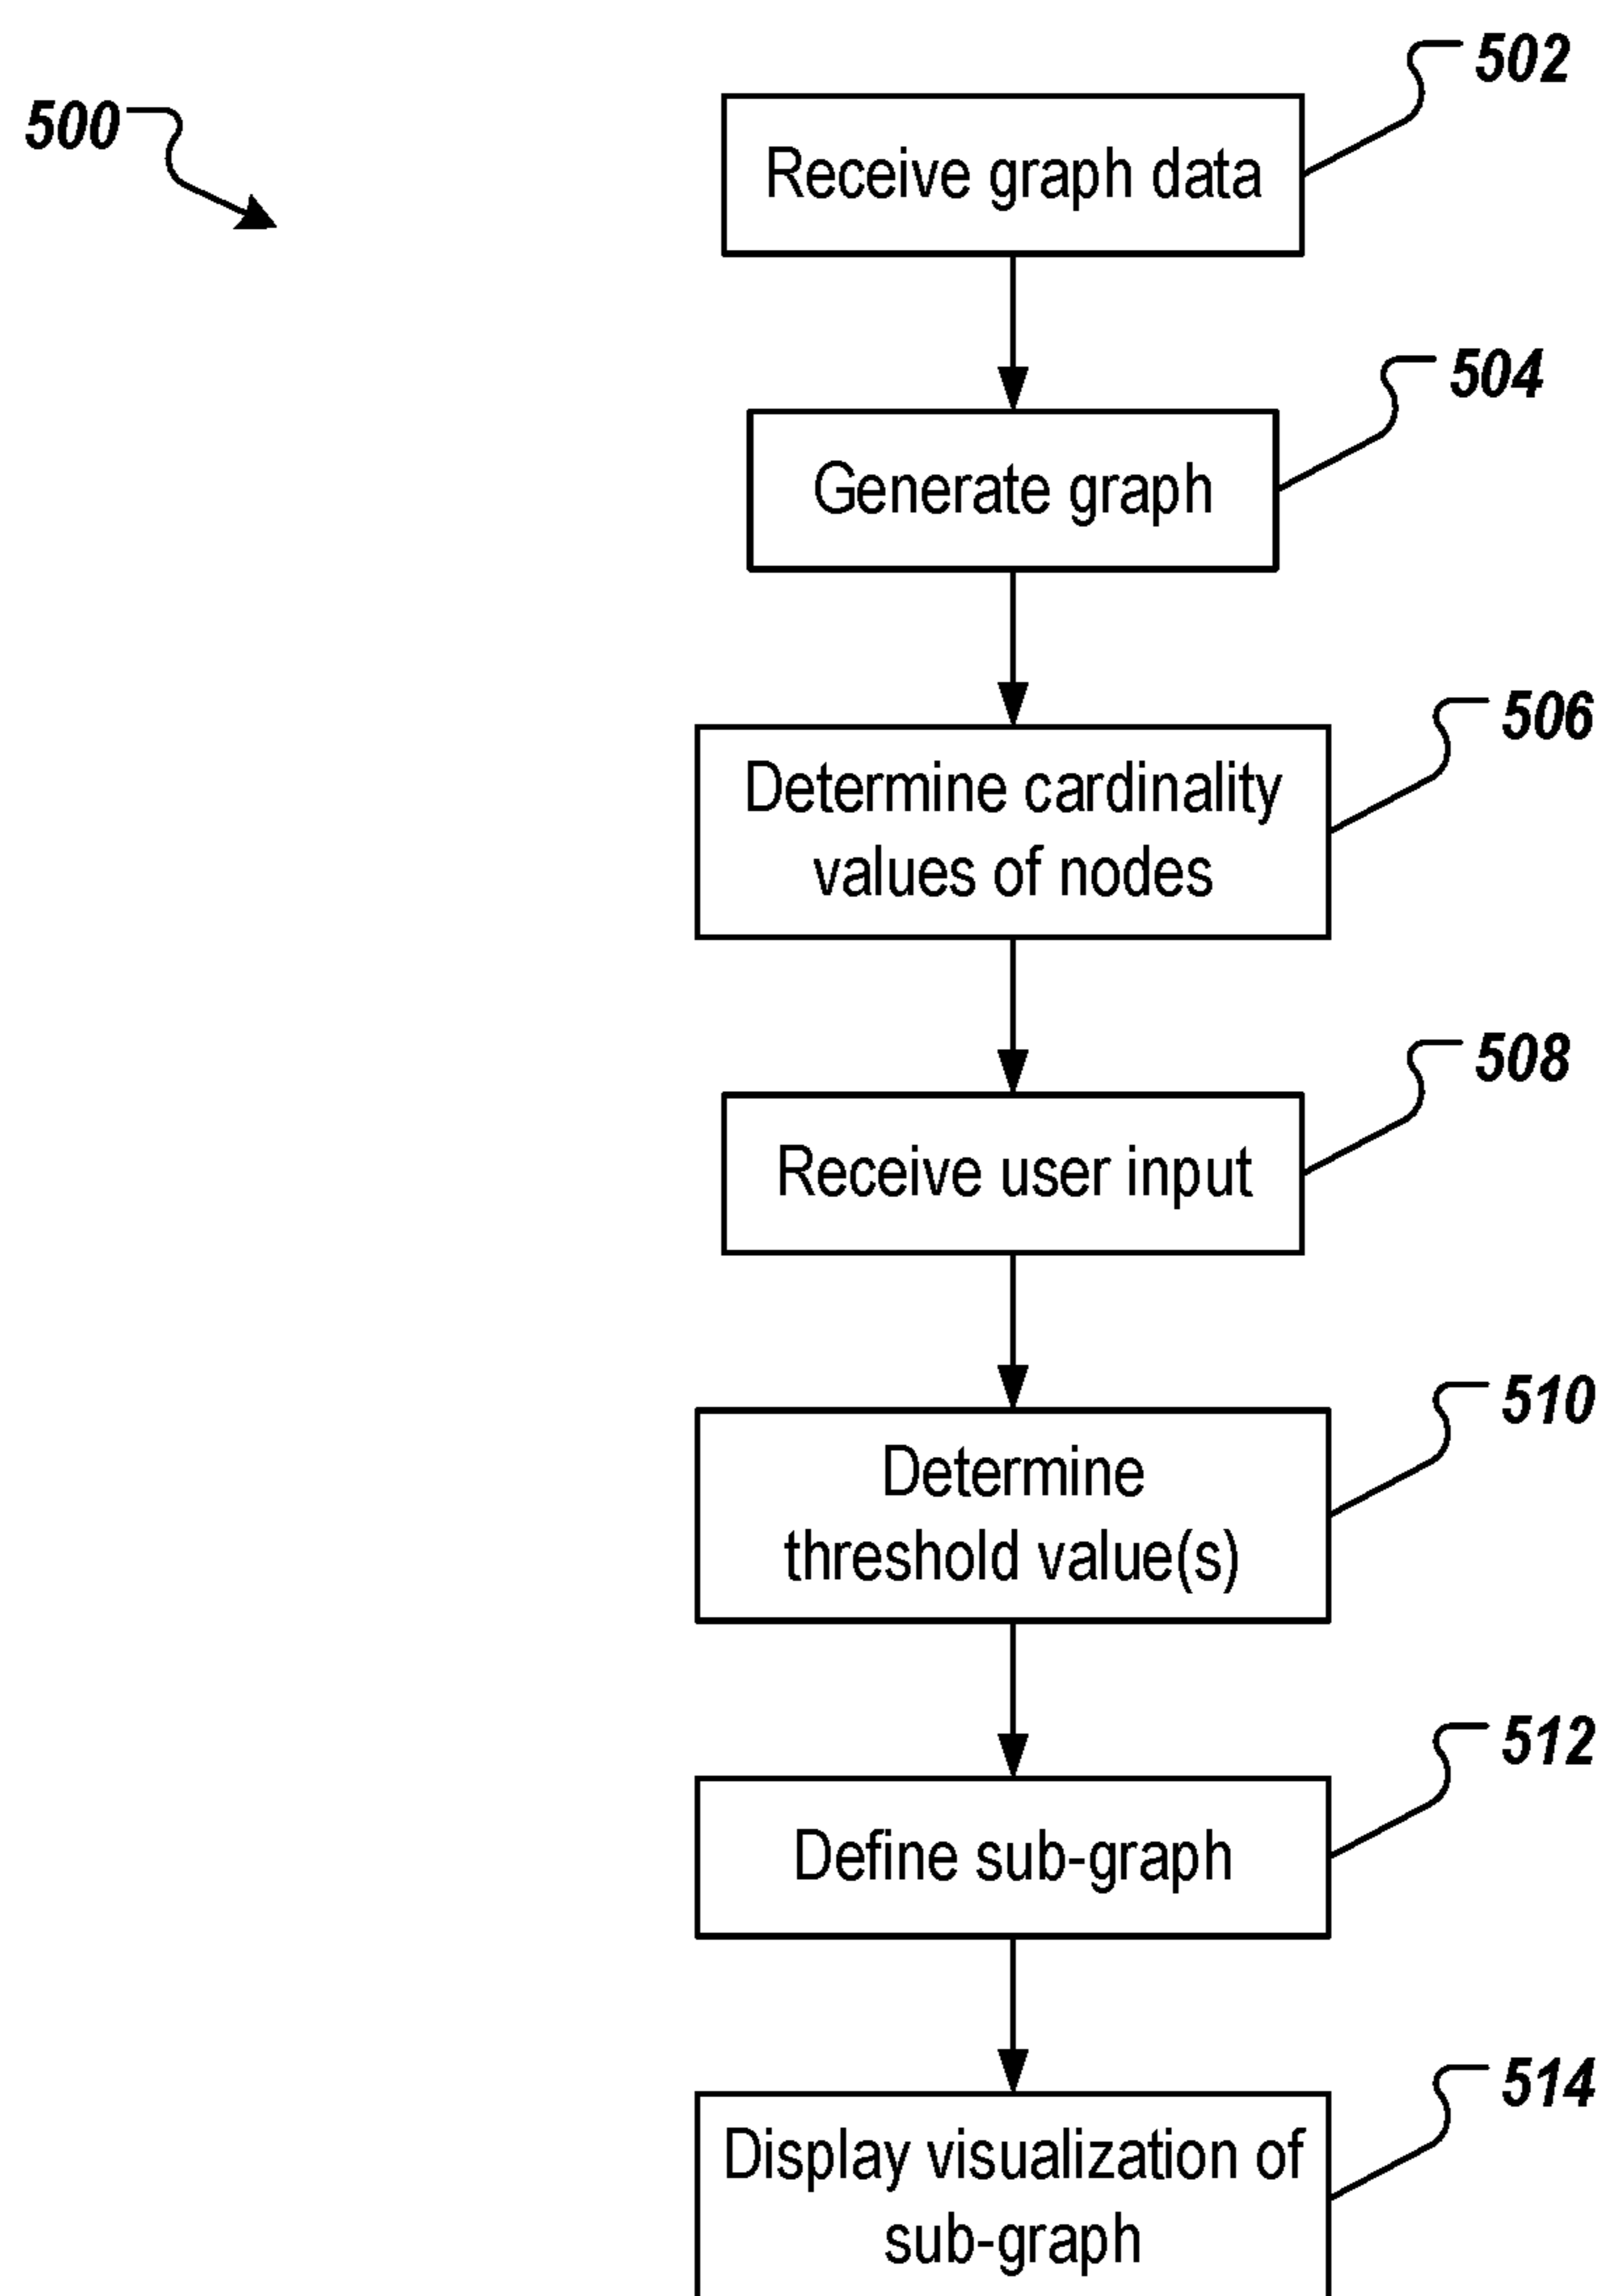 502
500
Receive graph data
504
Generate graph
506
Determine cardinality
values of nodes
508
Receive user input
510
Determine
threshold value(s)
512
Define sub-graph
514
Display visualization of
sub-graph